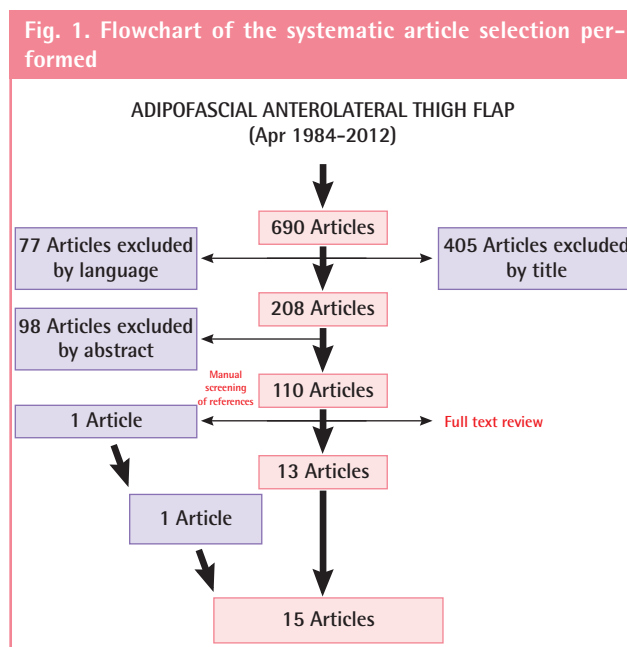 Fig. 1. Flowchart of the systematic article selection per-
formed
ADIPOFASCIAL ANTEROLATERAL THIGH FLAP
(Apr 1984-2012)
690 Articles
77 Articles excluded
by language
405 Articles excluded
by title
208 Articles
98 Articles excluded
by abstract
Manual
screening
of references
110 Articles
1 Article
Full text review
13 Articles
1 Article
15 Articles